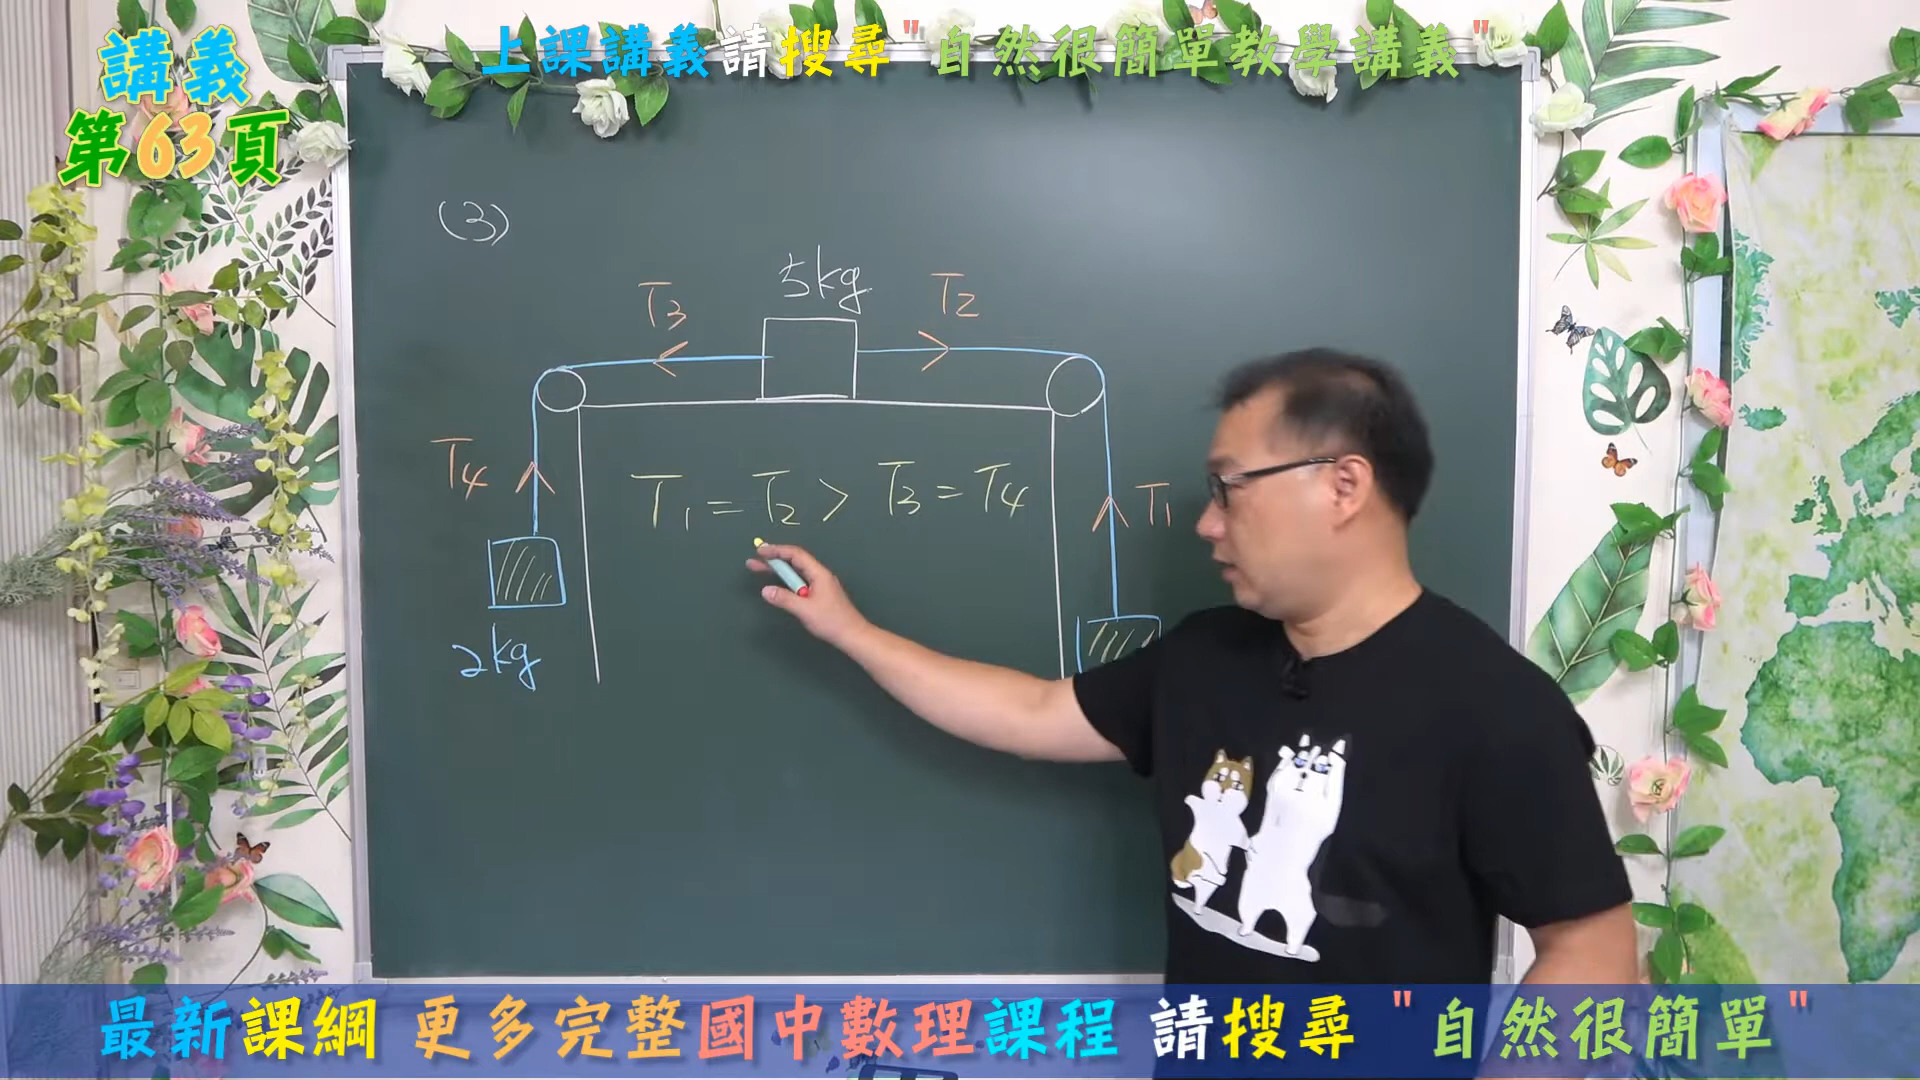 上課講義請搜尋"自然很簡單教學講義"
講義
第63頁
(3)
5kg
T3
T2
T4
T1 = T2 > T3 = T4
T1
2kg
最新課綱 更多完整國中數理課程 請搜尋 "自然很簡單"